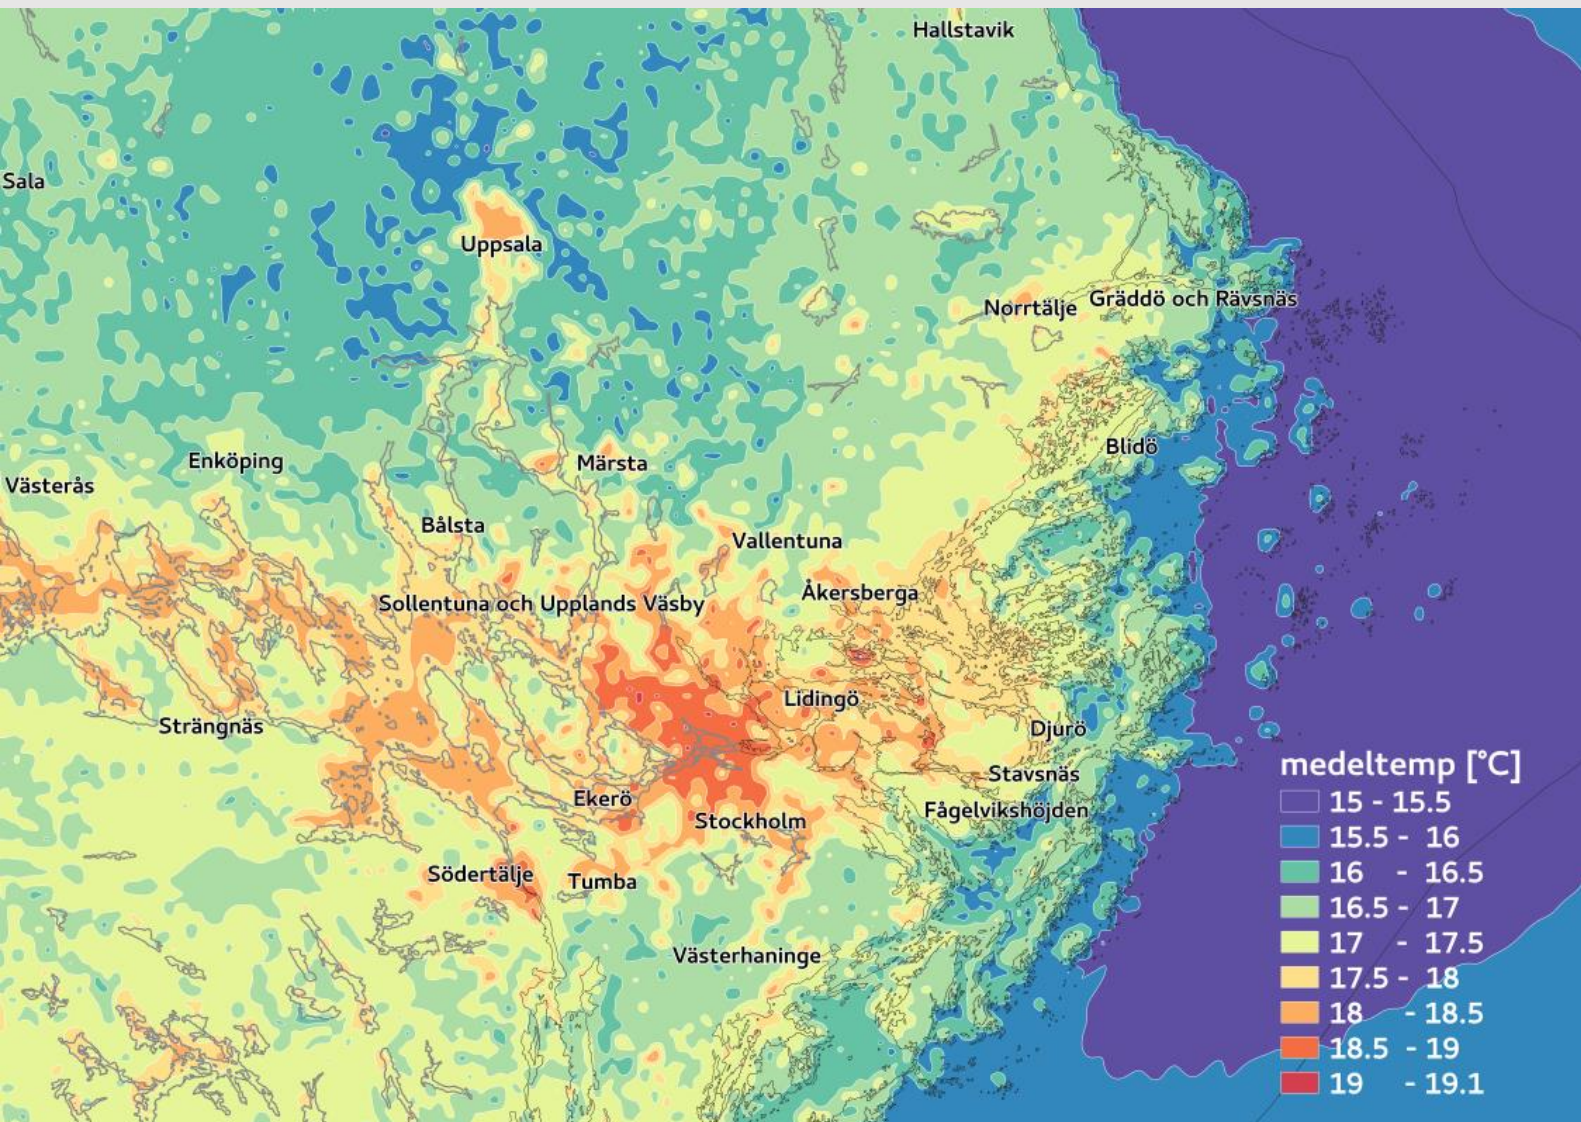 Hallstavik
Sala
Uppsala
Gräddö och Rävsnäs
Norrtälje
Blidö
Enköping
Märsta
Västerås
Bålsta
Vallentuna
Åkersberga
Sollentuna och Upplands Väsby
Lidingö
Strängnäs
Djurö
Stavsnäs
Ekerö
Fågelvikshöjden
Stockholm
Södertälje
Tumba
Västerhaninge
medeltemp [°C]
15 - 15.5
15.5 - 16
16 - 16.5
16.5 - 17
17 - 17.5
17.5 - 18
18 - 18.5
18.5 - 19
19 - 19.1